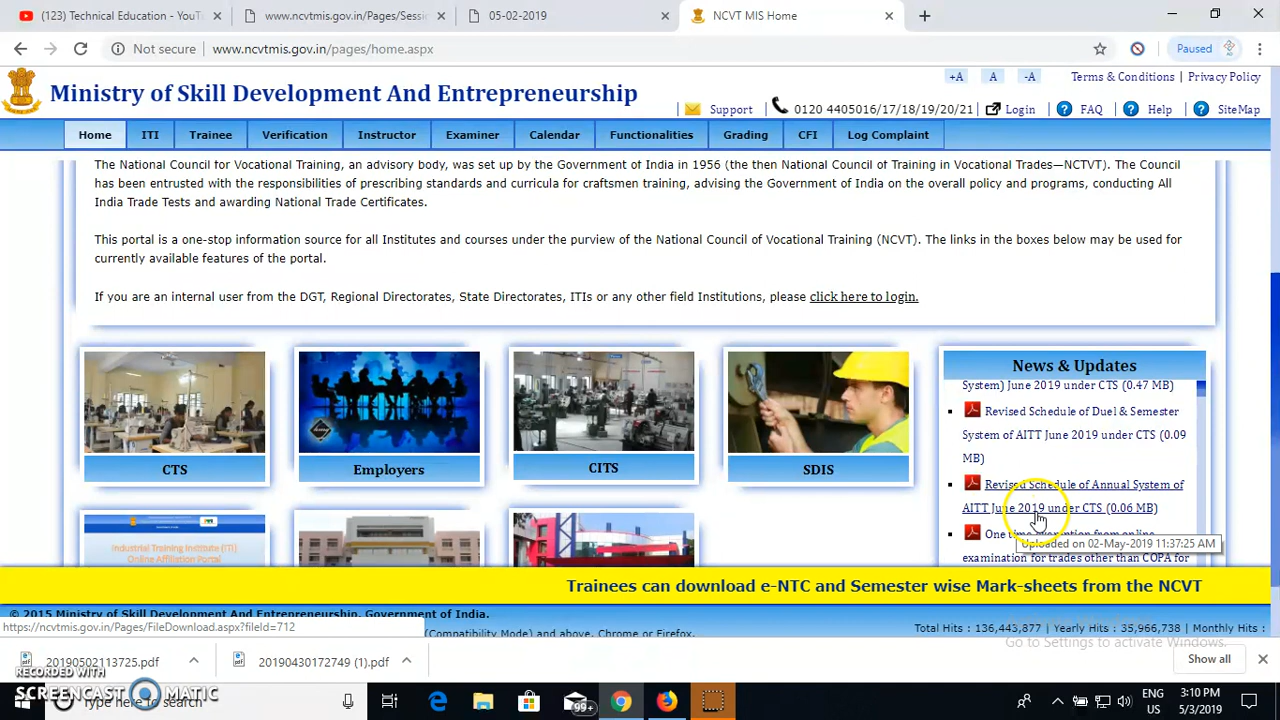 (123) Technical Education - YouTu
www.ncvtmis.gov.in/Pages/Sessi
05-02-2019
NCVT MIS Home
Not secure
www.ncvtmis.gov.in/pages/home.aspx
Paused
+A
A
-A
Terms & Conditions
Privacy Policy
Ministry of Skill Development And Entrepreneurship
Support
0120 4405016/17/18/19/20/21
Login
FAQ
Help
SiteMap
Home
ITI
Trainee
Verification
Instructor
Examiner
Calendar
Functionalities
Grading
CFI
Log Complaint
The National Council for Vocational Training, an advisory body, was set up by the Government of India in 1956 (the then National Council of Training in Vocational Trades—NCTVT). The Council
has been entrusted with the responsibilities of prescribing standards and curricula for craftsmen training, advising the Government of India on the overall policy and programs, conducting All
India Trade Tests and awarding National Trade Certificates.
This portal is a one-stop information source for all Institutes and courses under the purview of the National Council of Vocational Training (NCVT). The links in the boxes below may be used for
currently available features of the portal.
If you are an internal user from the DGT, Regional Directorates, State Directorates, ITIs or any other field Institutions, please click here to login.
CTS
Employers
CITS
SDIS
Industrial Training Institute (ITI)
Online Affiliation Portal
News & Updates
System) June 2019 under CTS (0.47 MB)
Revised Schedule of Duel & Semester
System of AITT June 2019 under CTS (0.09
MB)
Revised Schedule of Annual System of
AITT June 2019 under CTS (0.06 MB)
One time exemption from online
Uploaded on 02-May-2019 11:37:25 AM
examination for trades other than COPA for
Trainees can download e-NTC and Semester wise Mark-sheets from the NCVT
© 2015 Ministry of Skill Development And Entrepreneurship, Government of India.
https://ncvtmis.gov.in/Pages/FileDownload.aspx?fileId=712
(Compatibility Mode) and above, Chrome or Firefox.
Total Hits : 136,443,877
Yearly Hits : 35,966,738
Monthly Hits :
Go to Settings to activate Windows.
20190502113725.pdf
20190430172749 (1).pdf
Show all
RECORDED WITH
SCREENCAST MATIC
Type here to search
99+
ENG
US
3:10 PM
5/3/2019